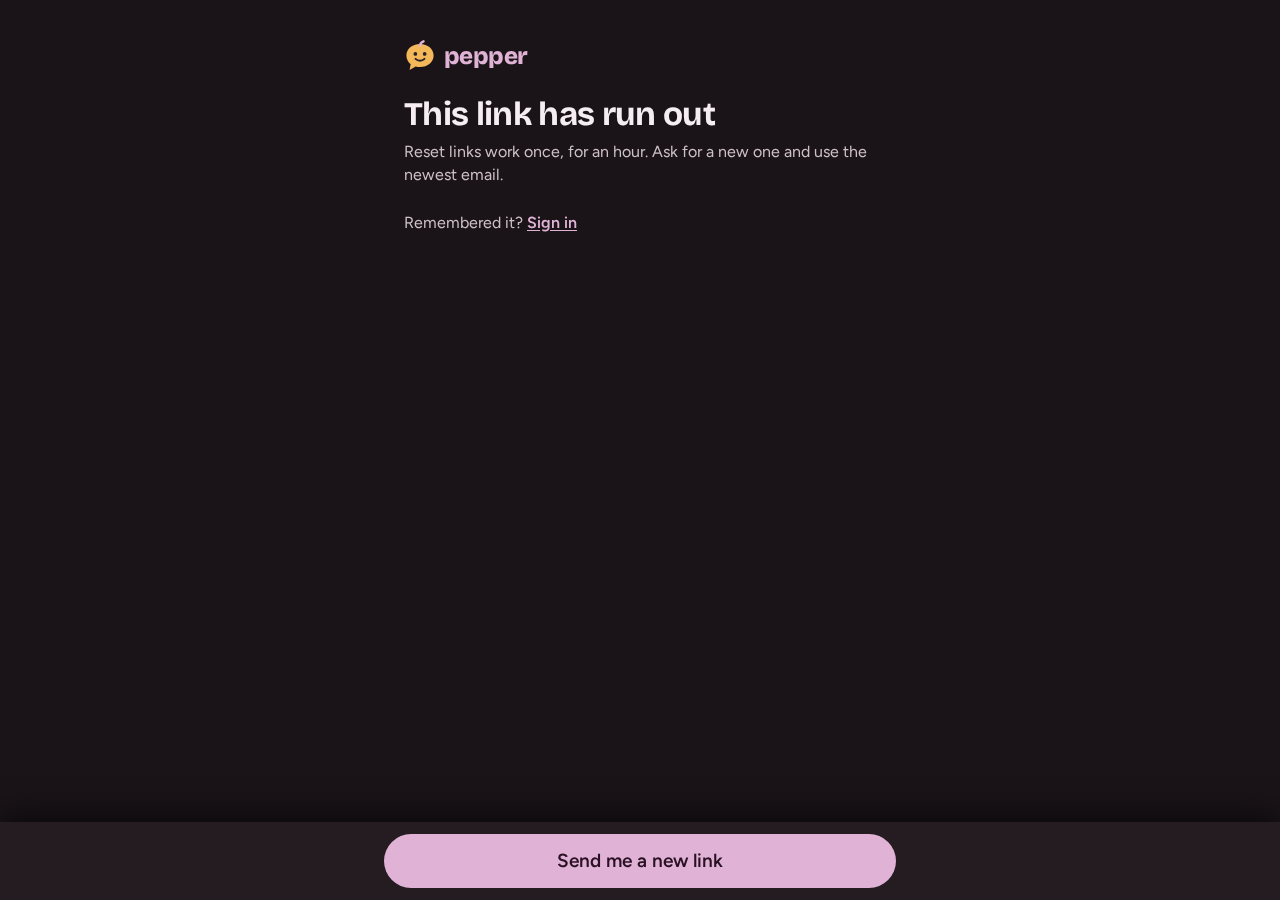 pepper
This link has run out
Reset links work once, for an hour. Ask for a new one and use the
newest email.
Remembered it? Sign in
Send me a new link